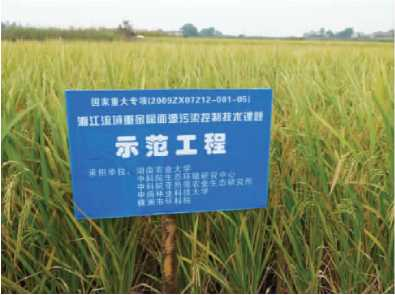 国家重大专项(2009ZX07212-001-05)
湘江流域重金属面源污染控制技术课题
示范工程
承担单位：湖南农业大学
中科院生态环境研究中心
中科院亚热带农业生态研究所
中南林业科技大学
株洲市环科院